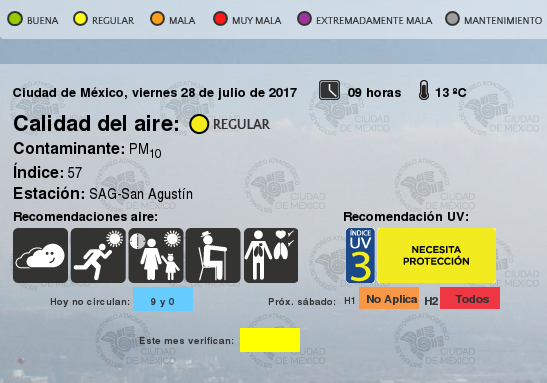 BUENA REGULAR MALA MUY MALA EXTREMADAMENTE MALA MANTENIMIENTO
Ciudad de México, viernes 28 de julio de 2017 09 horas 13 ºC
Calidad del aire: REGULAR
Contaminante: PM10
Índice: 57
Estación: SAG-San Agustín
Recomendaciones aire: Recomendación UV:
ÍNDICE
UV
3
NECESITA
PROTECCIÓN
Hoy no circulan: 9 y 0 Próx. sábado: H1 No Aplica H2 Todos
Este mes verifican: